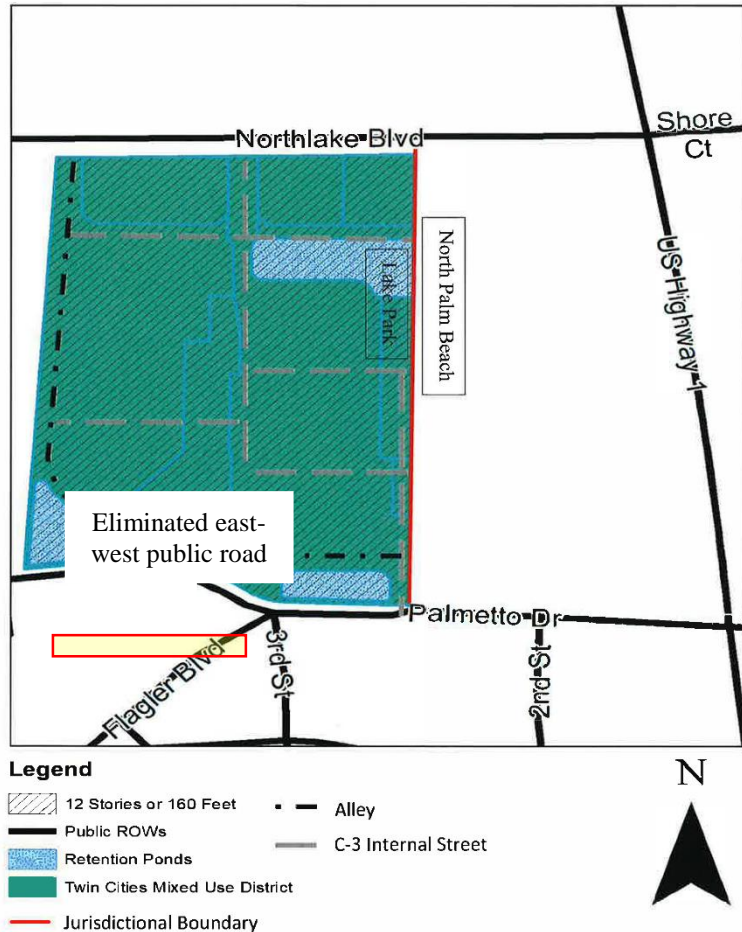 Northlake Blvd
Shore
Ct
US Highway 1
North Palm Beach
Lake Park
Eliminated east-
west public road
Palmetto Dr
Flagler Blvd
3rd St
2nd St
Legend
12 Stories or 160 Feet
Public ROWs
Retention Ponds
Twin Cities Mixed Use District
Jurisdictional Boundary
Alley
C-3 Internal Street
N